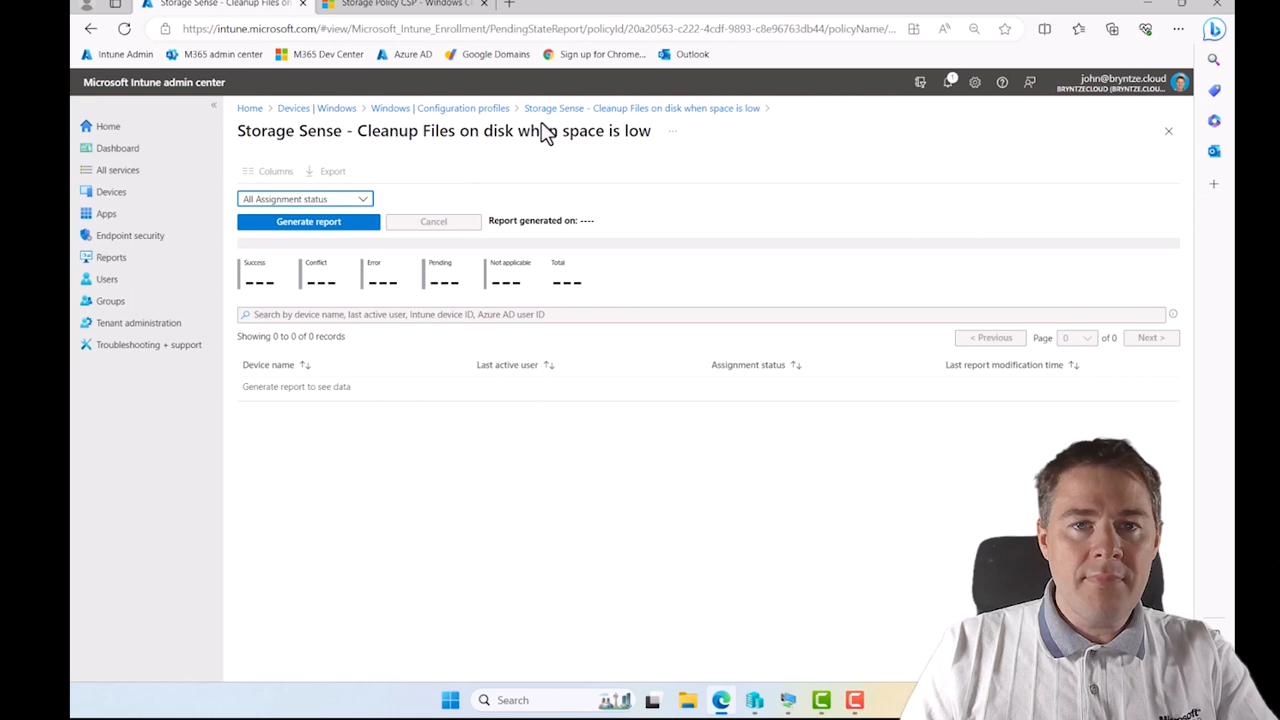 Storage Sense - Cleanup Files on
Storage Policy CSP - Windows C
https://intune.microsoft.com/#view/Microsoft_Intune_Enrollment/PendingStateReport/policyId/20a20563-c222-4cdf-9893-c8e96763db44/policyName/...
Intune Admin
M365 admin center
M365 Dev Center
Azure AD
Google Domains
Sign up for Chrome...
Outlook
Microsoft Intune admin center
1
john@bryntze.cloud
BRYNTZECLOUD (BRYNTZE.CLOU...
Home > Devices | Windows > Windows | Configuration profiles > Storage Sense - Cleanup Files on disk when space is low >
Storage Sense - Cleanup Files on disk when space is low ...
Home
Dashboard
All services
Devices
Apps
Endpoint security
Reports
Users
Groups
Tenant administration
Troubleshooting + support
Columns
Export
All Assignment status
Generate report
Cancel
Report generated on: ----
Success
---
Conflict
---
Error
---
Pending
---
Not applicable
---
Total
---
Search by device name, last active user, Intune device ID, Azure AD user ID
Showing 0 to 0 of 0 records
< Previous
Page 0 of 0
Next >
Device name
Last active user
Assignment status
Last report modification time
Generate report to see data
Search
Microsoft